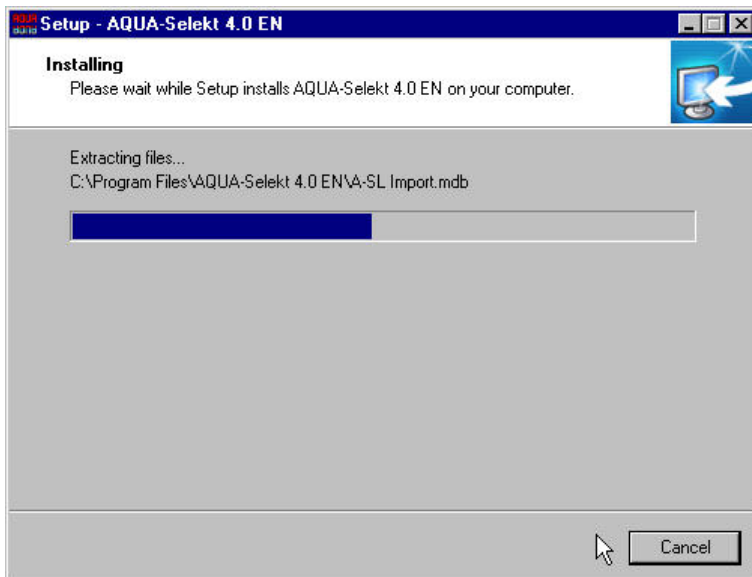 Setup - AQUA-Selekt 4.0 EN
Installing
Please wait while Setup installs AQUA-Selekt 4.0 EN on your computer.
Extracting files...
C:\Program Files\AQUA-Selekt 4.0 EN\A-SL Import.mdb
Cancel